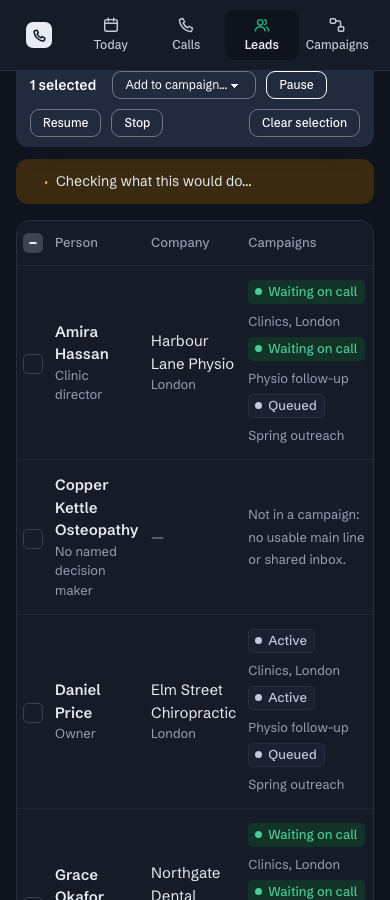 Today
Calls
Leads
Campaigns
1 selected
Add to campaign...
Pause
Resume
Stop
Clear selection
Checking what this would do...
Person
Company
Campaigns
Amira
Hassan
Clinic
director
Harbour
Lane Physio
London
Waiting on call
Clinics, London
Waiting on call
Physio follow-up
Queued
Spring outreach
Copper
Kettle
Osteopathy
No named
decision
maker
—
Not in a campaign:
no usable main line
or shared inbox.
Daniel
Price
Owner
Elm Street
Chiropractic
London
Active
Clinics, London
Active
Physio follow-up
Queued
Spring outreach
Grace
Okafor
Northgate
Dental
Waiting on call
Clinics, London
Waiting on call